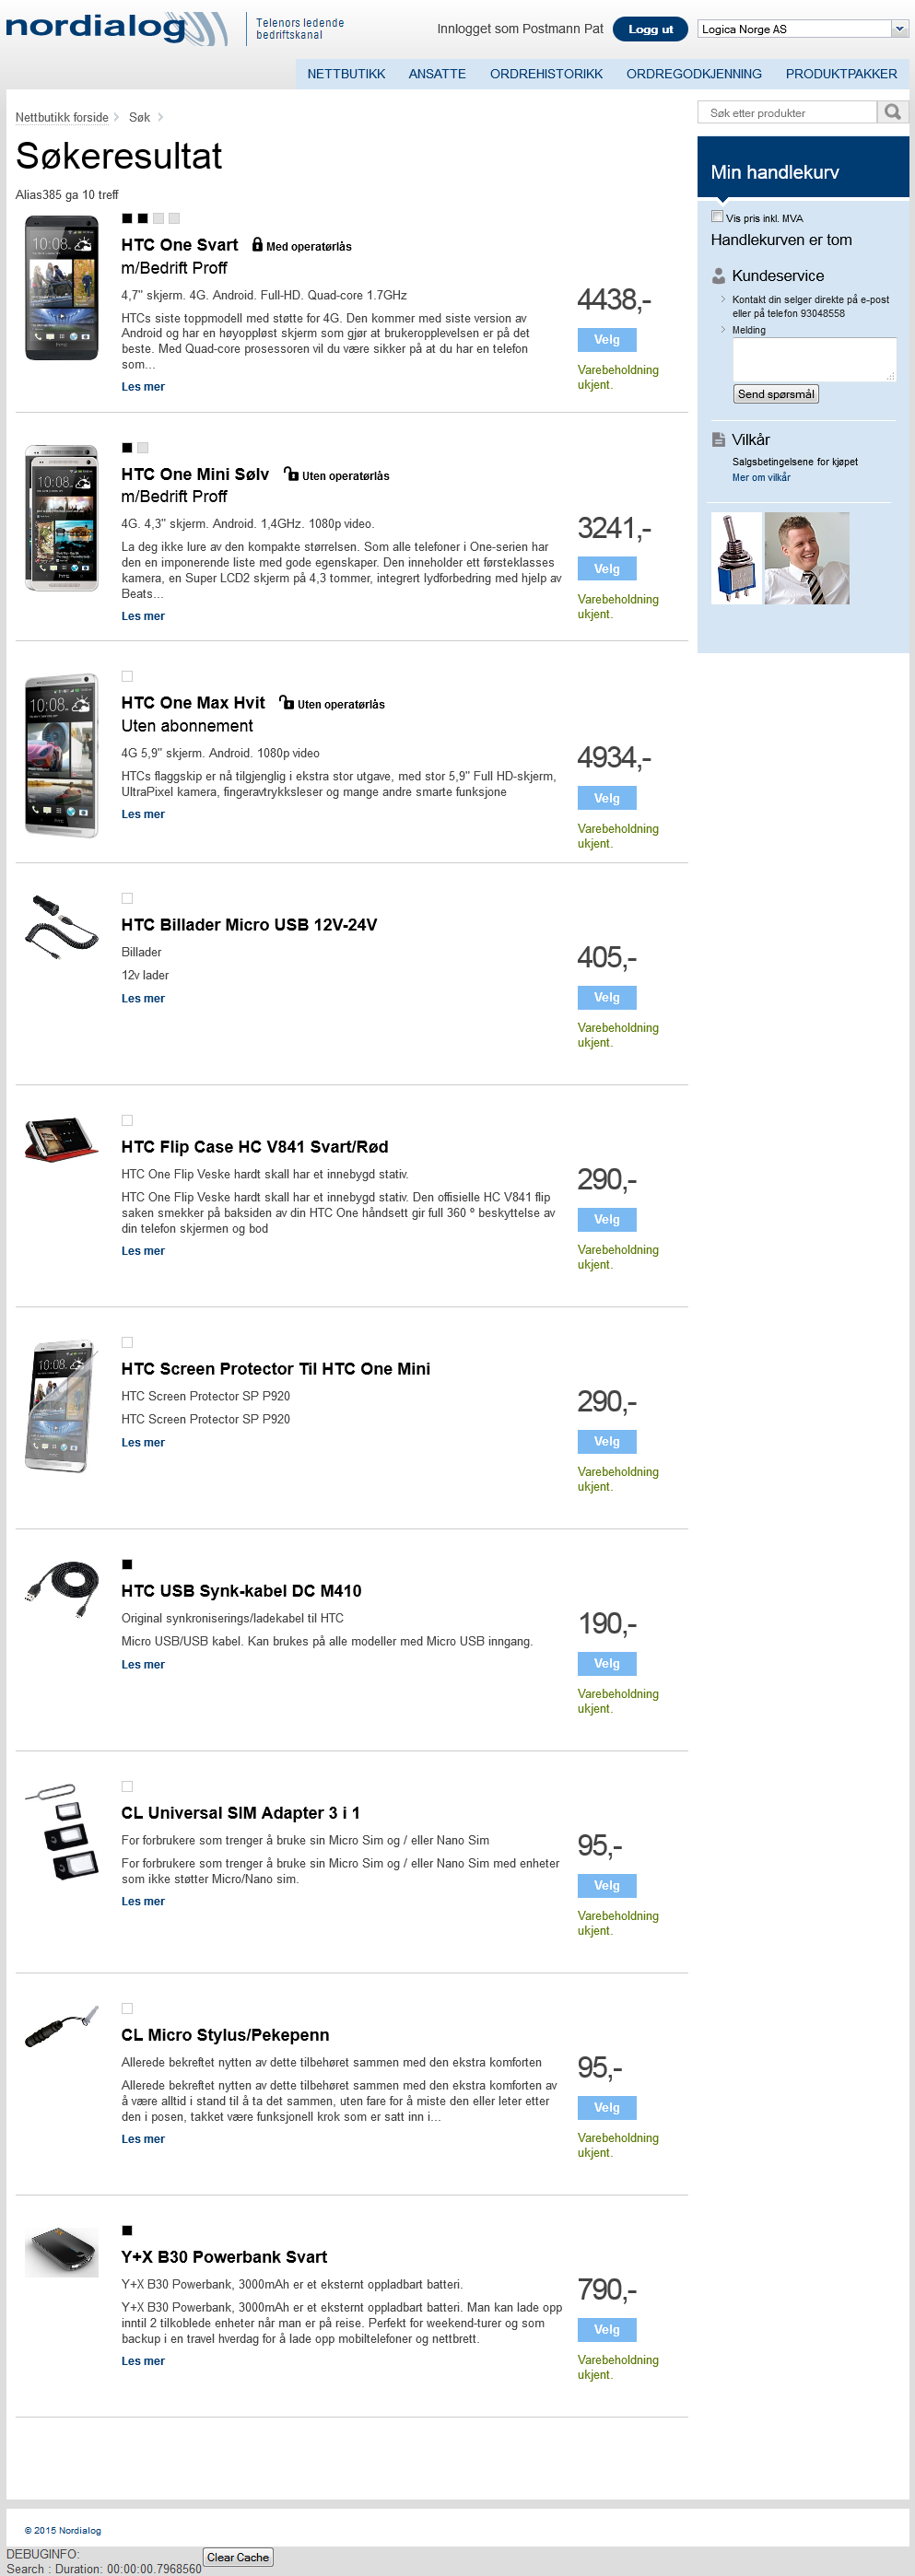 nordialog
Telenors ledende
bedriftskanal
Innlogget som Postmann Pat
Logg ut
Logica Norge AS
NETTBUTIKK
ANSATTE
ORDREHISTORIKK
ORDREGODKJENNING
PRODUKTPAKKER
Nettbutikk forside
Søk
Søkeresultat
Alias385 ga 10 treff
HTC One Svart Med operatørlås
m/Bedrift Proff
4,7" skjerm. 4G. Android. Full-HD. Quad-core 1.7GHz
HTCs siste toppmodell med støtte for 4G. Den kommer med siste version av
Android og har en høyoppløst skjerm som gjør at brukeropplevelsen er på det
beste. Med Quad-core prosessoren vil du være sikker på at du har en telefon
som...
Les mer
4438,-
Velg
Varebeholdning
ukjent.
HTC One Mini Sølv Uten operatørlås
m/Bedrift Proff
4G. 4,3" skjerm. Android. 1,4GHz. 1080p video.
La deg ikke lure av den kompakte størrelsen. Som alle telefoner i One-serien har
den en imponerende liste med gode egenskaper. Den inneholder ett førsteklasses
kamera, en Super LCD2 skjerm på 4,3 tommer, integrert lydforbedring med hjelp av
Beats...
Les mer
3241,-
Velg
Varebeholdning
ukjent.
HTC One Max Hvit Uten operatørlås
Uten abonnement
4G 5,9" skjerm. Android. 1080p video
HTCs flaggskip er nå tilgjenglig i ekstra stor utgave, med stor 5,9" Full HD-skjerm,
UltraPixel kamera, fingeravtrykksleser og mange andre smarte funksjone
Les mer
4934,-
Velg
Varebeholdning
ukjent.
HTC Billader Micro USB 12V-24V
Billader
12v lader
Les mer
405,-
Velg
Varebeholdning
ukjent.
HTC Flip Case HC V841 Svart/Rød
HTC One Flip Veske hardt skall har et innebygd stativ.
HTC One Flip Veske hardt skall har et innebygd stativ. Den offisielle HC V841 flip
saken smekker på baksiden av din HTC One håndsett gir full 360 º beskyttelse av
din telefon skjermen og bod
Les mer
290,-
Velg
Varebeholdning
ukjent.
HTC Screen Protector Til HTC One Mini
HTC Screen Protector SP P920
HTC Screen Protector SP P920
Les mer
290,-
Velg
Varebeholdning
ukjent.
HTC USB Synk-kabel DC M410
Original synkroniserings/ladekabel til HTC
Micro USB/USB kabel. Kan brukes på alle modeller med Micro USB inngang.
Les mer
190,-
Velg
Varebeholdning
ukjent.
CL Universal SIM Adapter 3 i 1
For forbrukere som trenger å bruke sin Micro Sim og / eller Nano Sim
For forbrukere som trenger å bruke sin Micro Sim og / eller Nano Sim med enheter
som ikke støtter Micro/Nano sim.
Les mer
95,-
Velg
Varebeholdning
ukjent.
CL Micro Stylus/Pekepenn
Allerede bekreftet nytten av dette tilbehøret sammen med den ekstra komforten
Allerede bekreftet nytten av dette tilbehøret sammen med den ekstra komforten av
å være alltid i stand til å ta det sammen, uten fare for å miste den eller leter etter
den i posen, takket være funksjonell krok som er satt inn i...
Les mer
95,-
Velg
Varebeholdning
ukjent.
Y+X B30 Powerbank Svart
Y+X B30 Powerbank, 3000mAh er et eksternt oppladbart batteri.
Y+X B30 Powerbank, 3000mAh er et eksternt oppladbart batteri. Man kan lade opp
inntil 2 tilkoblede enheter når man er på reise. Perfekt for weekend-turer og som
backup i en travel hverdag for å lade opp mobiltelefoner og nettbrett.
Les mer
790,-
Velg
Varebeholdning
ukjent.
Søk etter produkter
Min handlekurv
Vis pris inkl. MVA
Handlekurven er tom
Kundeservice
Kontakt din selger direkte på e-post
eller på telefon 93048558
Melding
Send spørsmål
Vilkår
Salgsbetingelsene for kjøpet
Mer om vilkår
© 2015 Nordialog
DEBUGINFO:
Search : Duration: 00:00:00.7968560
Clear Cache